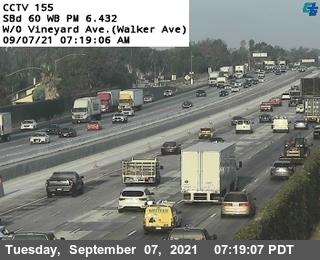 CCTV 155
SBd 60 WB PM 6.432
W/O Vineyard Ave.(Walker Ave)
09/07/21 07:19:06 AM
Tuesday, September 07, 2021 07:19:07 PDT